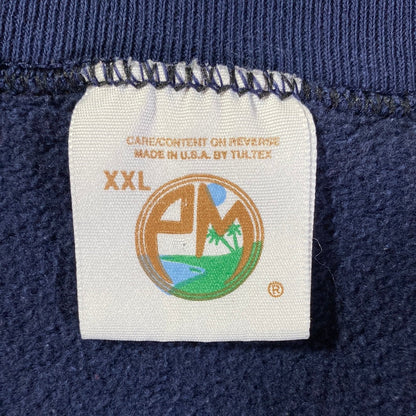 CARE/CONTENT ON REVERSE
MADE IN U.S.A. BY TULTEX
XXL
PM
®